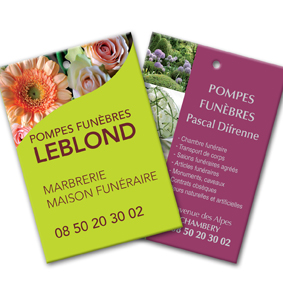 POMPES FUNÈBRES
LEBLOND
MARBRERIE
MAISON FUNÉRAIRE
08 50 20 30 02
POMPES
FUNÈBRES
Pascal Difrenne
- Chambre funéraire
- Transport de corps
- Salons funéraires agréés
- Articles funéraires
- Monuments, caveaux
Contrats obsèques
urs naturelles et artificielles
venue des Alpes
CHAMBERY
50 20 30 02